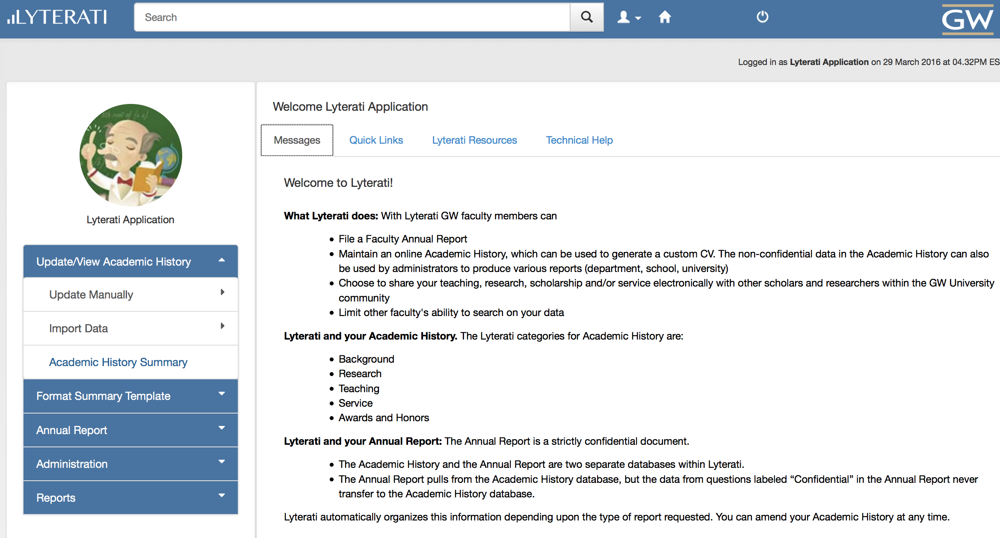 LYTERATI
Search
GW
Logged in as Lyterati Application on 29 March 2016 at 04.32PM ES
Lyterati Application
Update/View Academic History
Update Manually
Import Data
Academic History Summary
Format Summary Template
Annual Report
Administration
Reports
Welcome Lyterati Application
Messages
Quick Links
Lyterati Resources
Technical Help
Welcome to Lyterati!
What Lyterati does: With Lyterati GW faculty members can
• File a Faculty Annual Report
• Maintain an online Academic History, which can be used to generate a custom CV. The non-confidential data in the Academic History can also
be used by administrators to produce various reports (department, school, university)
• Choose to share your teaching, research, scholarship and/or service electronically with other scholars and researchers within the GW University
community
• Limit other faculty's ability to search on your data
Lyterati and your Academic History. The Lyterati categories for Academic History are:
• Background
• Research
• Teaching
• Service
• Awards and Honors
Lyterati and your Annual Report: The Annual Report is a strictly confidential document.
• The Academic History and the Annual Report are two separate databases within Lyterati.
• The Annual Report pulls from the Academic History database, but the data from questions labeled “Confidential” in the Annual Report never
transfer to the Academic History database.
Lyterati automatically organizes this information depending upon the type of report requested. You can amend your Academic History at any time.